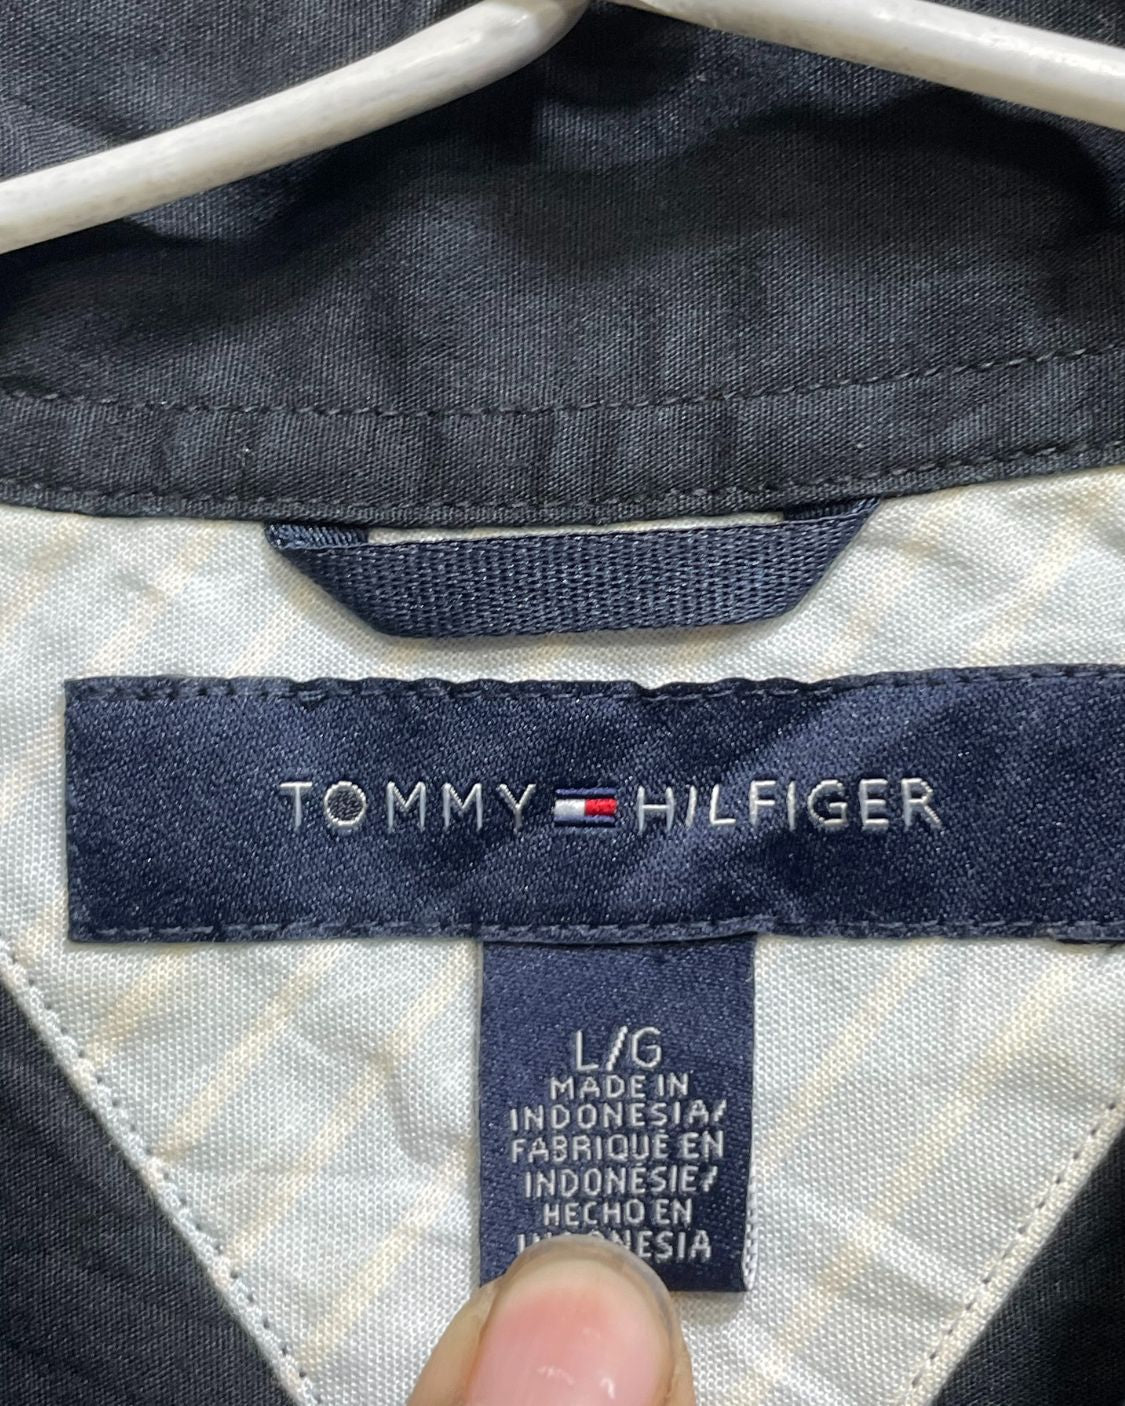 TOMMY HILFIGER
L/G
MADE IN
INDONESIA/
FABRIQUÉ EN
INDONÉSIE/
HECHO EN